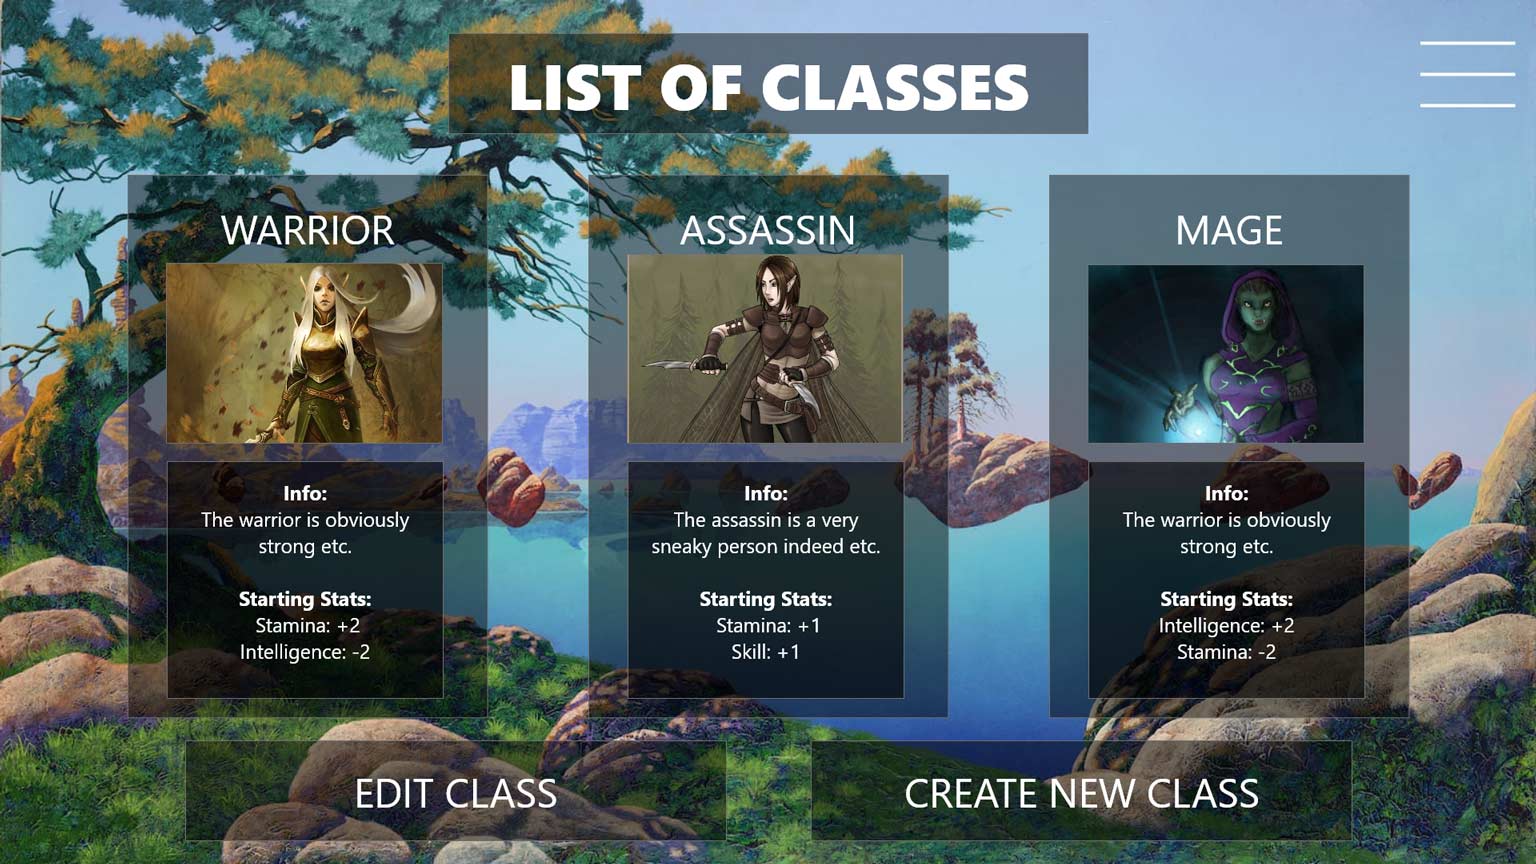 LIST OF CLASSES
WARRIOR
Info:
The warrior is obviously
strong etc.
Starting Stats:
Stamina: +2
Intelligence: -2
ASSASSIN
Info:
The assassin is a very
sneaky person indeed etc.
Starting Stats:
Stamina: +1
Skill: +1
MAGE
Info:
The warrior is obviously
strong etc.
Starting Stats:
Intelligence: +2
Stamina: -2
EDIT CLASS
CREATE NEW CLASS